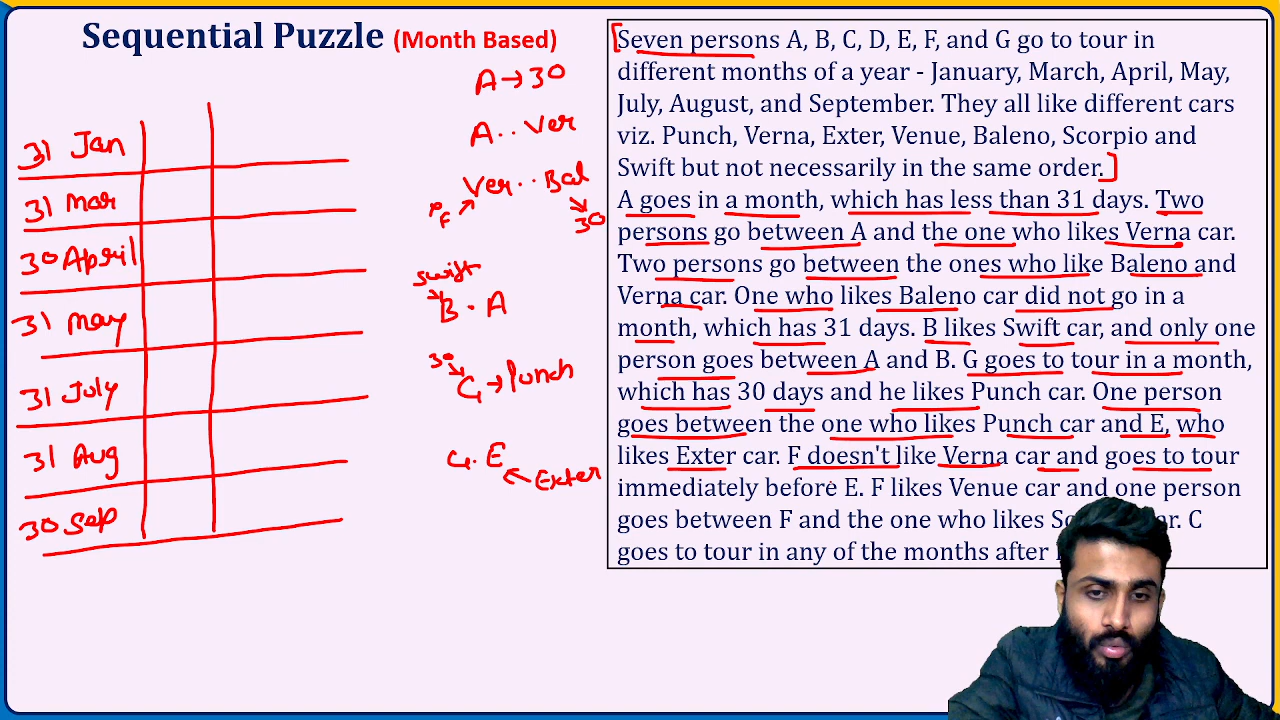 Sequential Puzzle (Month Based)
Seven persons A, B, C, D, E, F, and G go to tour in
different months of a year - January, March, April, May,
July, August, and September. They all like different cars
viz. Punch, Verna, Exter, Venue, Baleno, Scorpio and
Swift but not necessarily in the same order.
A goes in a month, which has less than 31 days. Two
persons go between A and the one who likes Verna car.
Two persons go between the ones who like Baleno and
Verna car. One who likes Baleno car did not go in a
month, which has 31 days. B likes Swift car, and only one
person goes between A and B. G goes to tour in a month,
which has 30 days and he likes Punch car. One person
goes between the one who likes Punch car and E, who
likes Exter car. F doesn't like Verna car and goes to tour
immediately before E. F likes Venue car and one person
goes between F and the one who likes C
goes to tour in any of the months after
31 Jan
31 Mar
30 April
31 May
31 July
31 Aug
30 Sep
A → 30
A . . Ver
Ver . . Bal
30
Swift
B . A
30
G → Punch
G . E
Exter